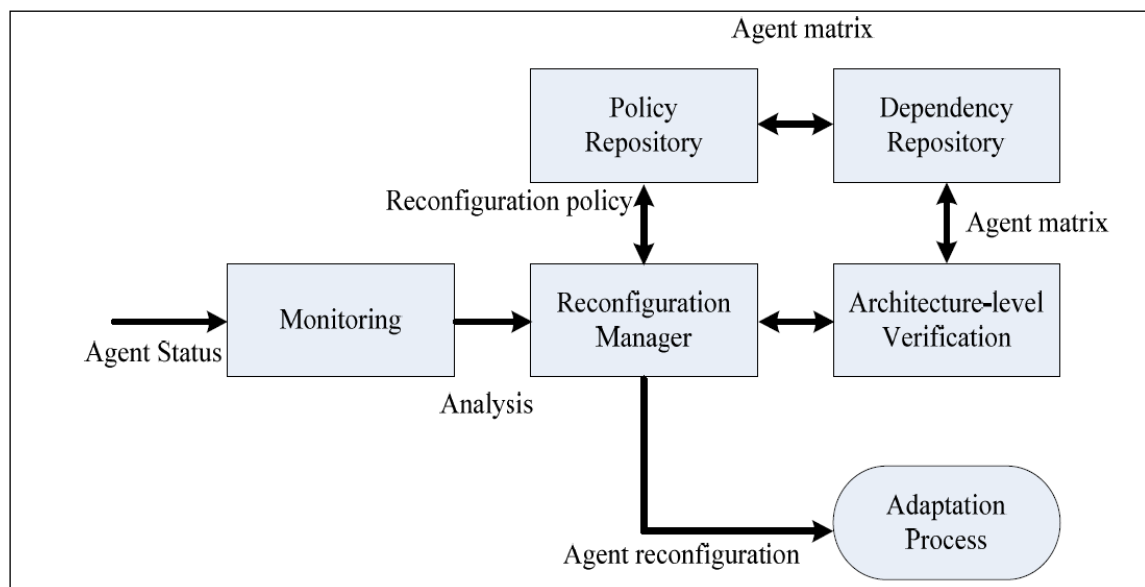 Agent matrix
Policy
Repository
Dependency
Repository
Reconfiguration policy
Agent matrix
Monitoring
Reconfiguration
Manager
Architecture-level
Verification
Agent Status
Analysis
Adaptation
Process
Agent reconfiguration